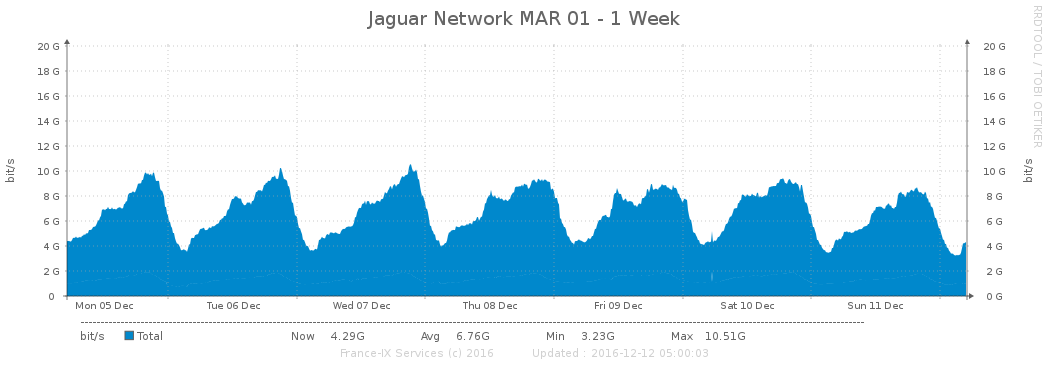 Jaguar Network MAR 01 - 1 Week
RRDTOOL / TOBI OETIKER
bit/s
20 G 20 G
18 G 18 G
16 G 16 G
14 G 14 G
12 G 12 G
10 G 10 G
8 G 8 G
6 G 6 G
4 G 4 G
2 G 2 G
0 0 G
bit/s
Mon 05 Dec Tue 06 Dec Wed 07 Dec Thu 08 Dec Fri 09 Dec Sat 10 Dec Sun 11 Dec
bit/s Total Now 4.29G Avg 6.76G Min 3.23G Max 10.51G
France-IX Services (c) 2016 Updated : 2016-12-12 05:00:03